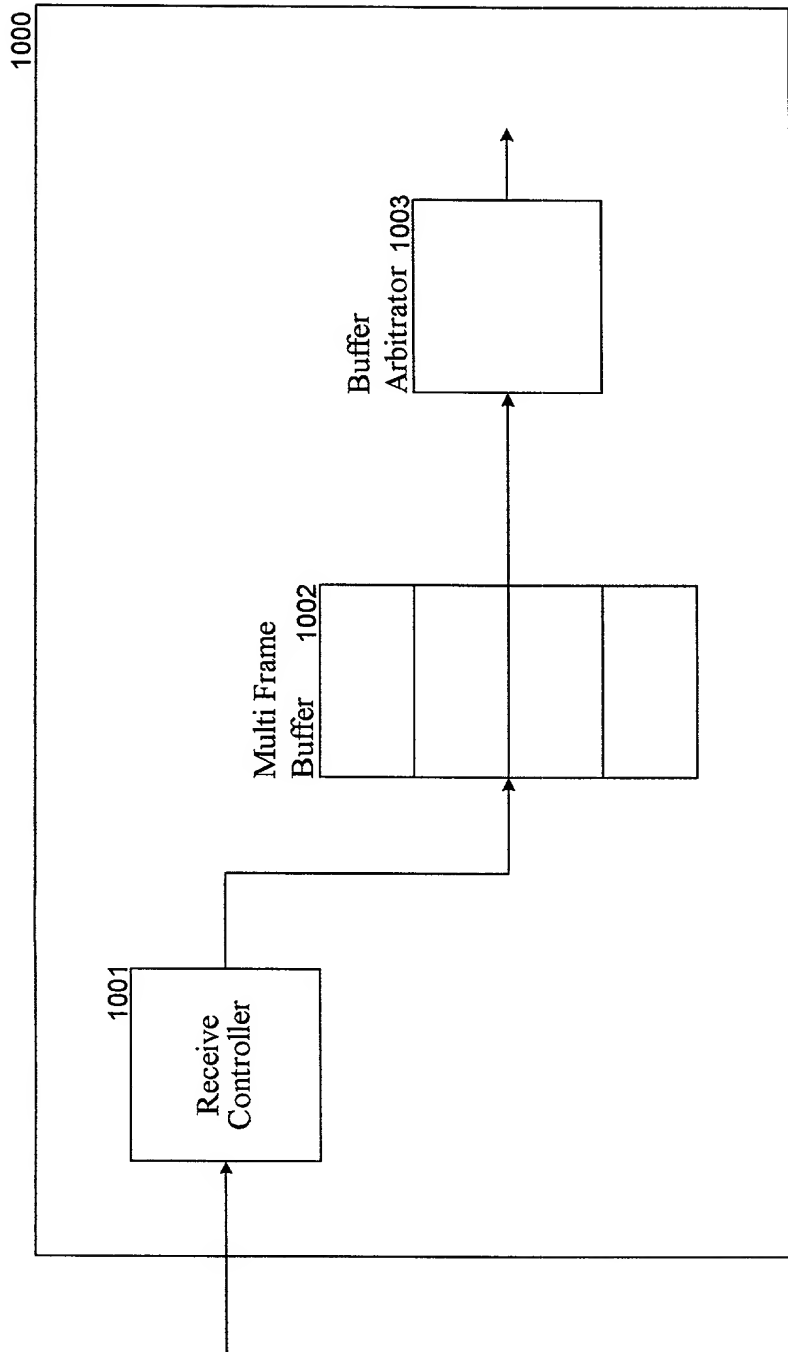 1000
1001
Receive
Controller
Multi Frame
Buffer 1002
Buffer
Arbitrator 1003